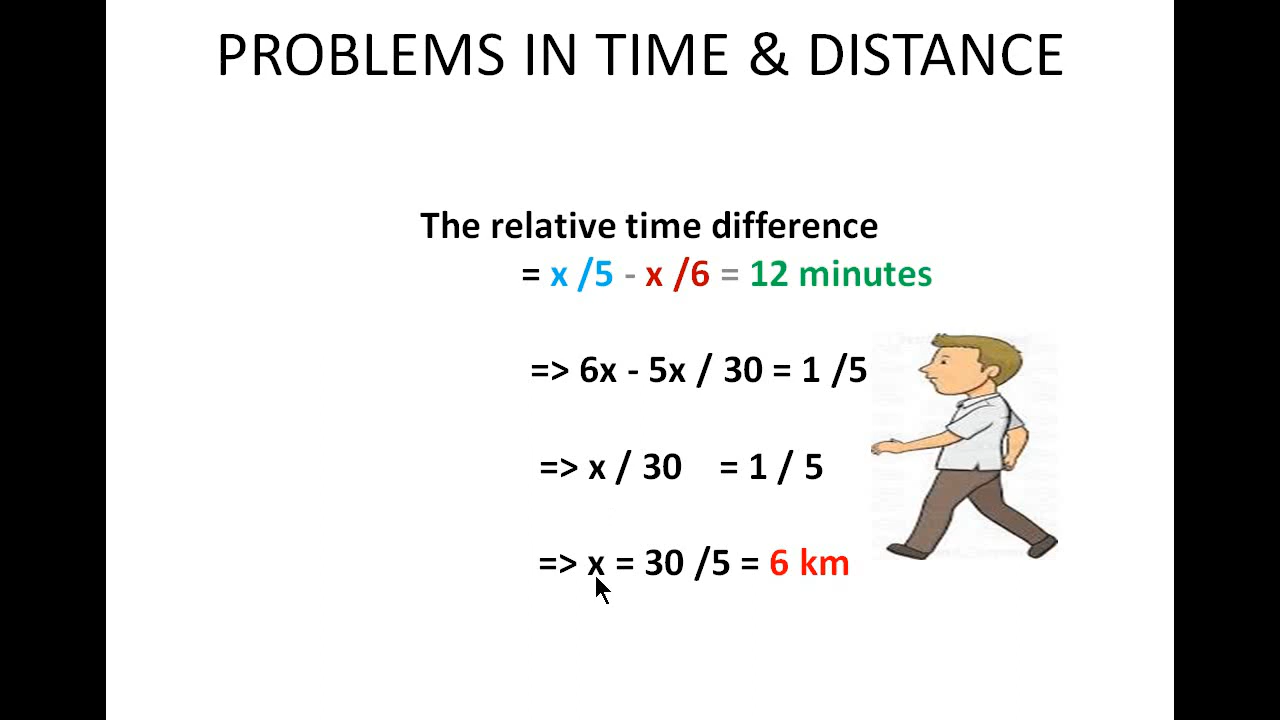 PROBLEMS IN TIME & DISTANCE
The relative time difference
= x /5 - x /6 = 12 minutes
=> 6x - 5x / 30 = 1 /5
=> x / 30 = 1 / 5
=> x = 30 /5 = 6 km